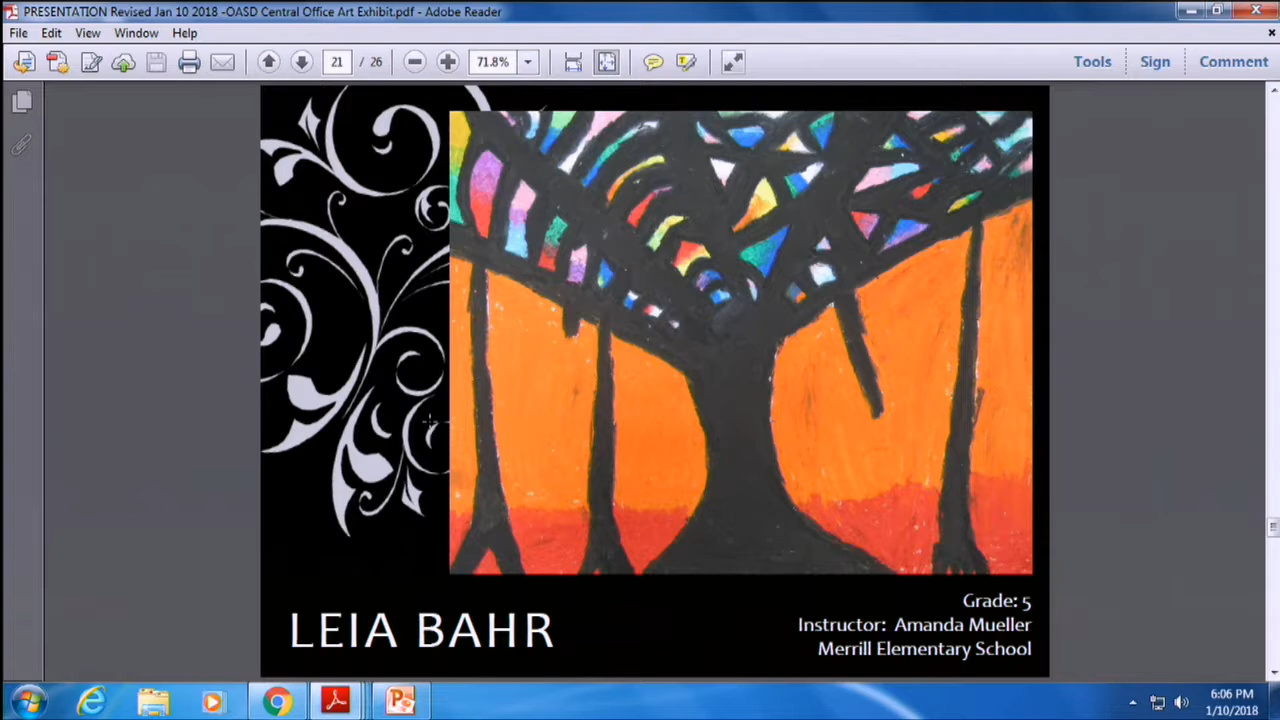 PRESENTATION Revised Jan 10 2018 -OASD Central Office Art Exhibit.pdf - Adobe Reader
File Edit View Window Help
21 / 26 71.8% Tools Sign Comment
LEIA BAHR
Grade: 5
Instructor: Amanda Mueller
Merrill Elementary School
6:06 PM
1/10/2018